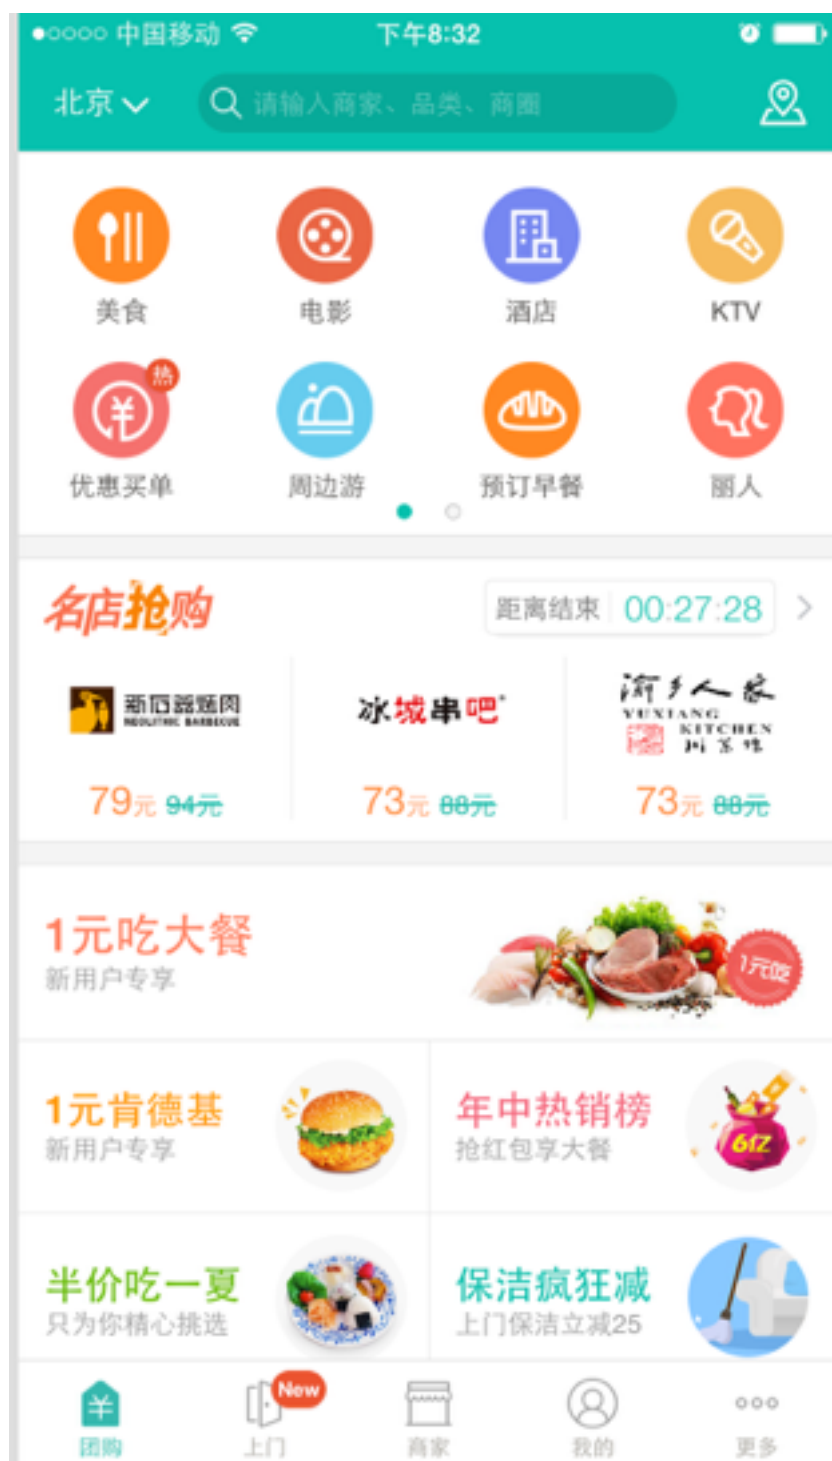 中国移动 下午8:32
北京 请输入商家、品类、商圈
美食 电影 酒店 KTV
热
优惠买单 周边游 预订早餐 丽人
名店抢购 距离结束 00:27:28
新石器烤肉 冰城串吧 渝乡人家
NEOLITHIC BARBECUE YUXIANG
KITCHEN
79元 94元 73元 88元 73元 88元
1元吃大餐
新用户专享
1元吃
1元肯德基 年中热销榜
新用户专享 抢红包享大餐
6亿
半价吃一夏 保洁疯狂减
只为你精心挑选 上门保洁立减25
New
团购 上门 商家 我的 更多